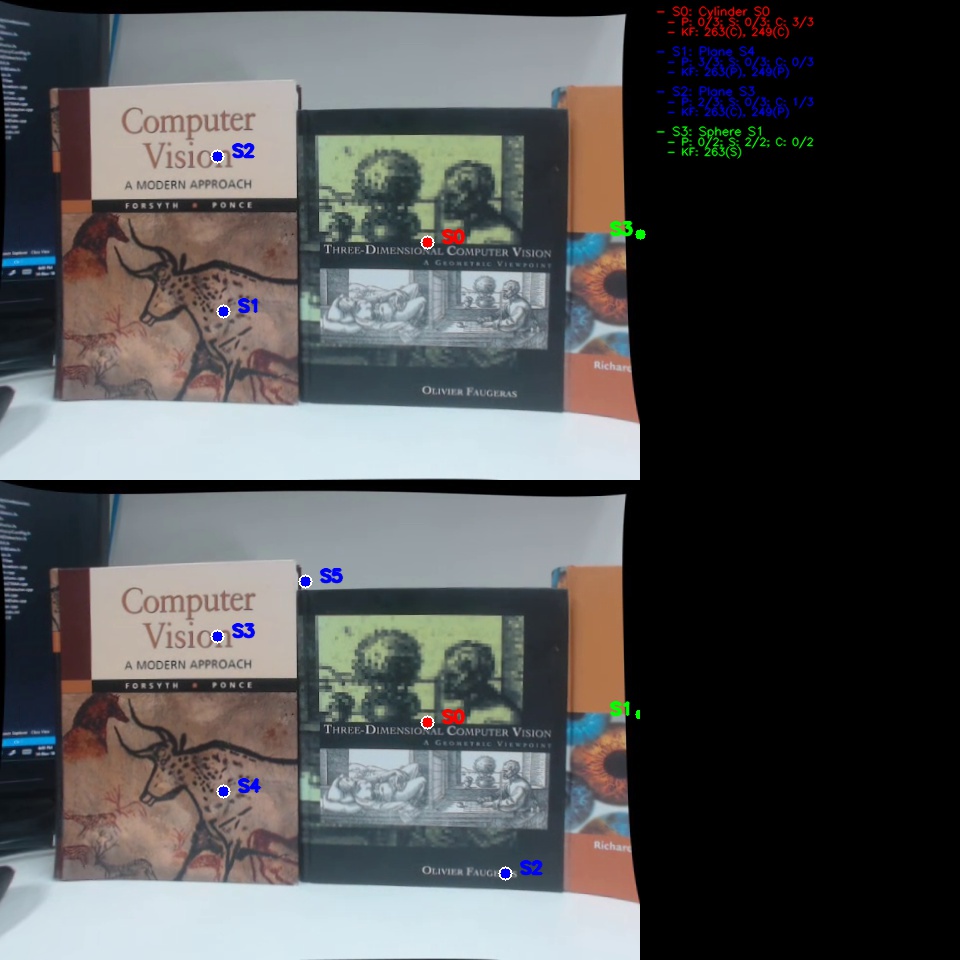 - S0: Cylinder S0
- P: 0/3; S: 0/3; C: 3/3
- KF: 263(C), 249(C)
- S1: Plane S4
- P: 3/3; S: 0/3; C: 0/3
- KF: 263(P), 249(P)
- S2: Plane S3
- P: 2/3; S: 0/3; C: 1/3
- KF: 263(C), 249(P)
- S3: Sphere S1
- P: 0/2; S: 2/2; C: 0/2
- KF: 263(S)
Computer
Vision
S2
A MODERN APPROACH
FORSYTH PONCE
S1
S0
THREE-DIMENSIONAL COMPUTER VISION
A GEOMETRIC VIEWPOINT
OLIVIER FAUGERAS
S3
Richard
S5
Computer
Vision
S3
A MODERN APPROACH
FORSYTH PONCE
S4
S0
THREE-DIMENSIONAL COMPUTER VISION
A GEOMETRIC VIEWPOINT
OLIVIER
S2
S1
Richard